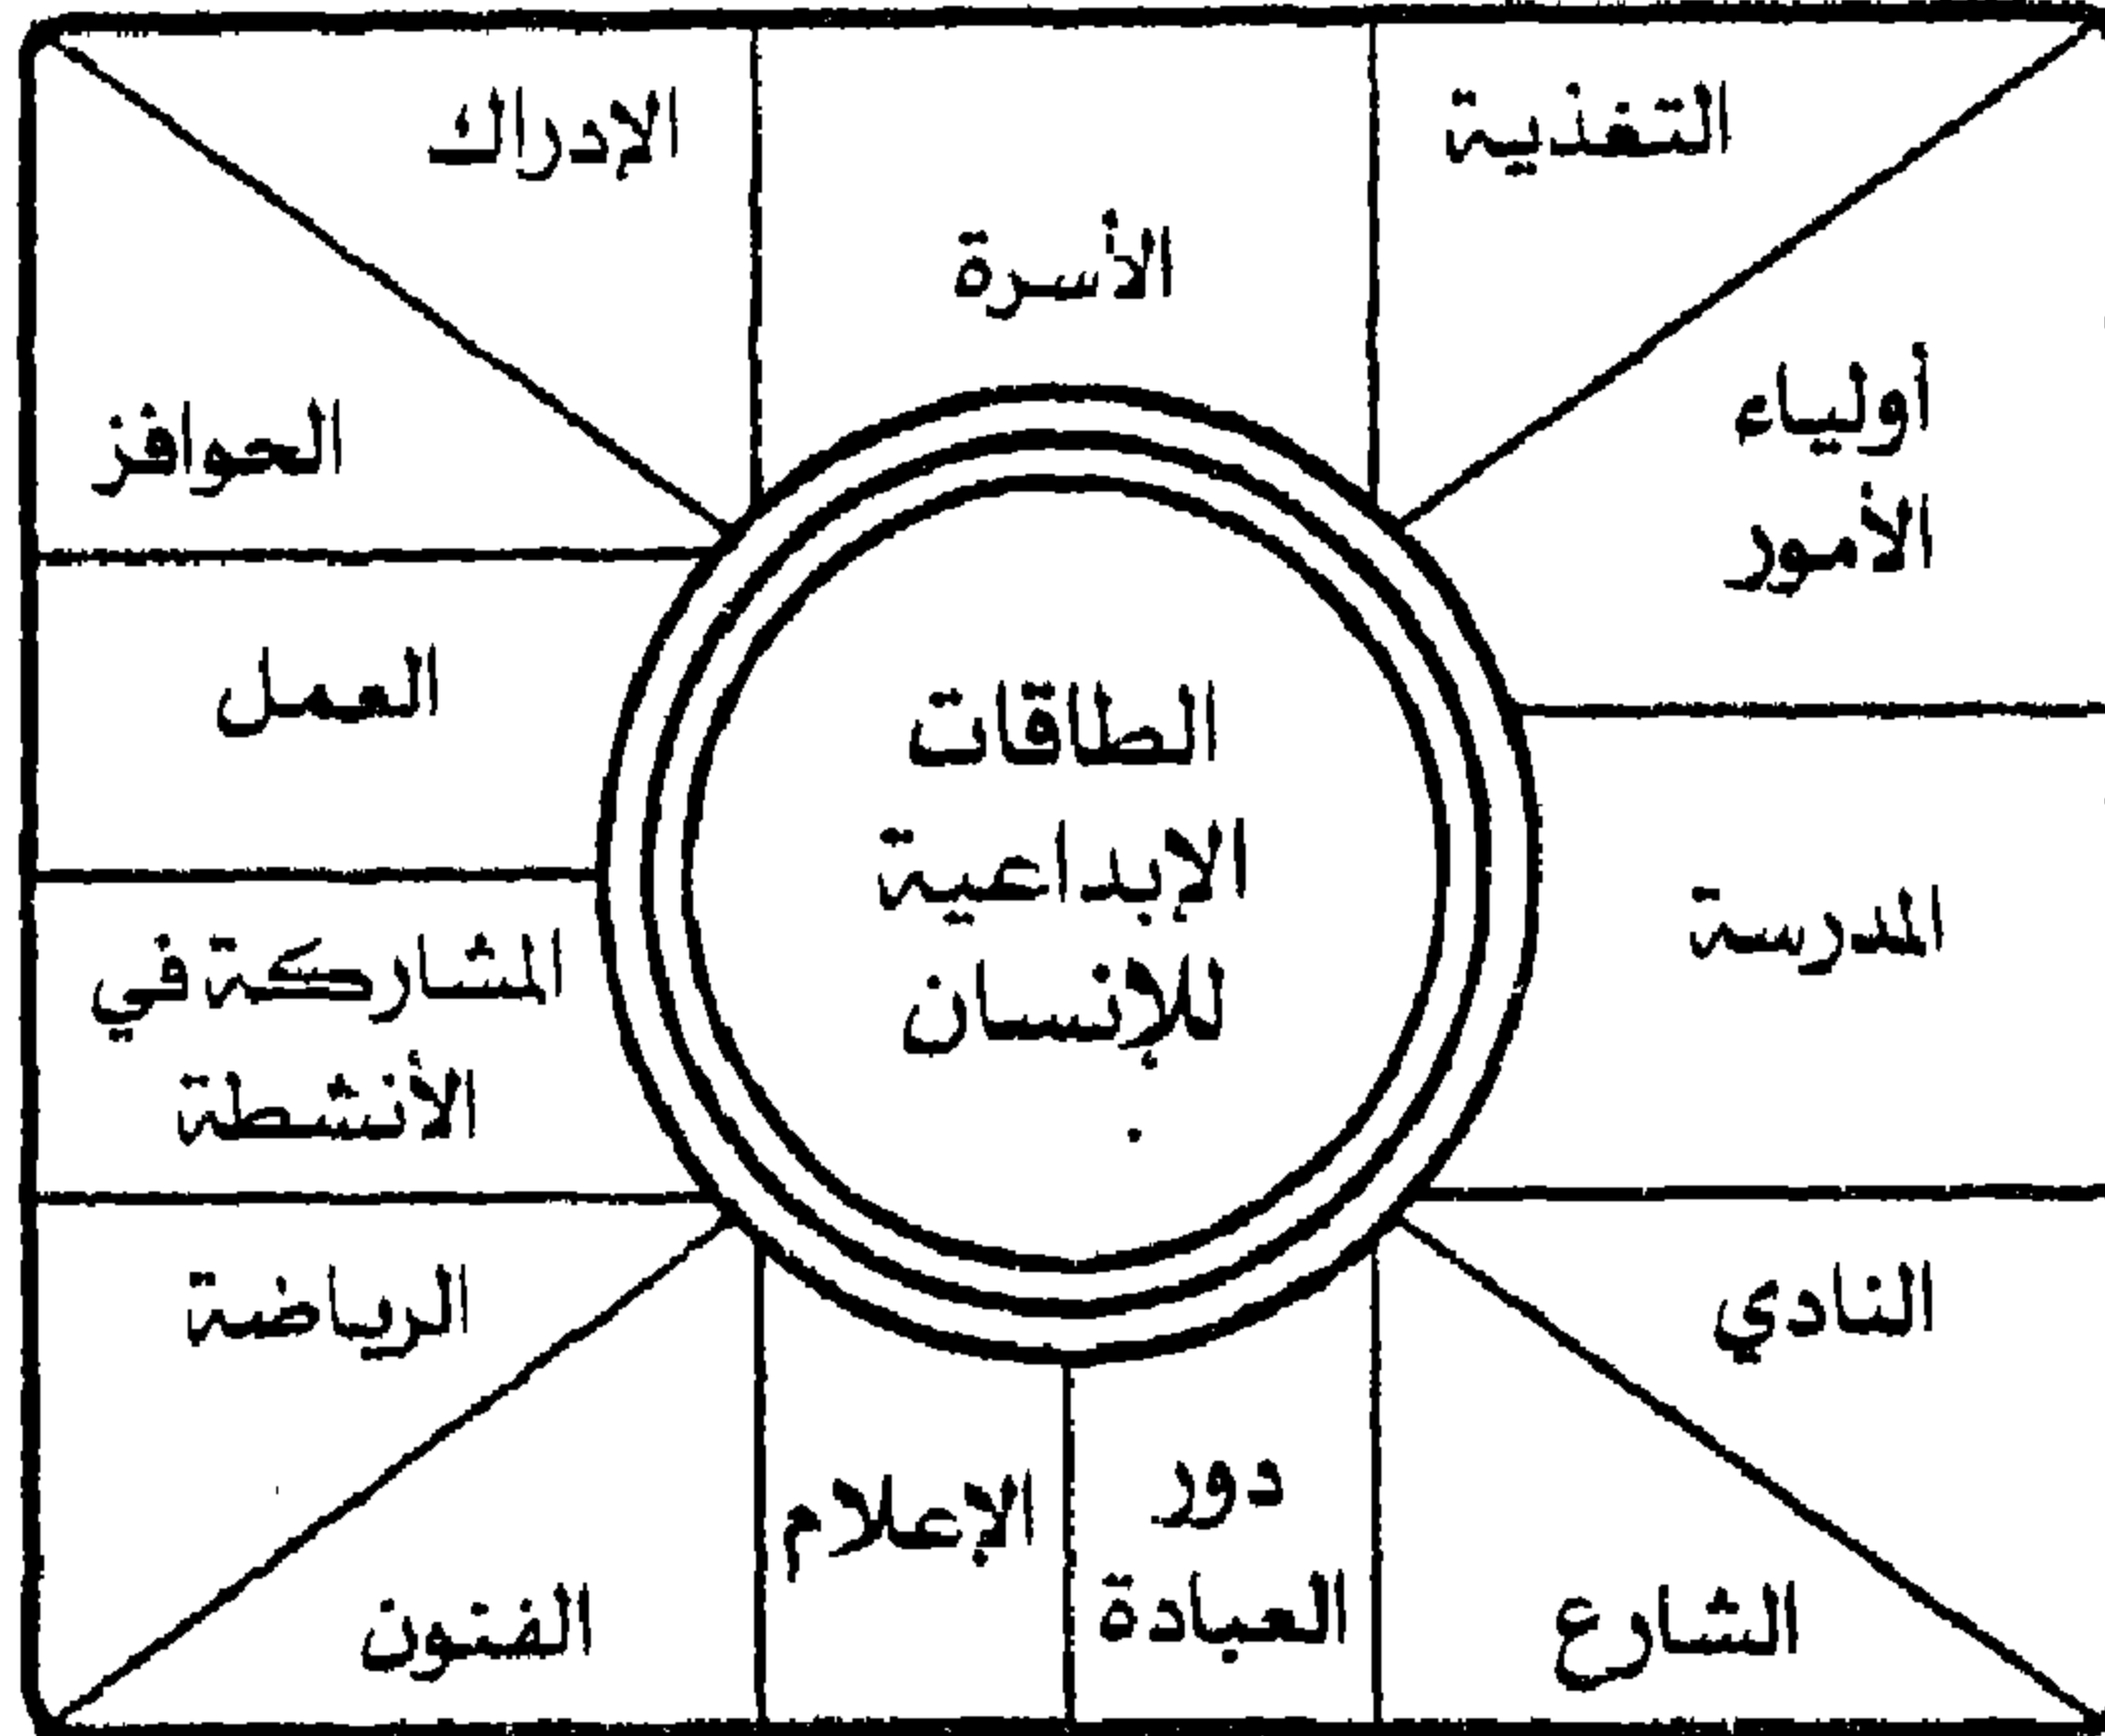 التغذية
الأسرة
الإدراك
أولياء
الأمور
الحوافز
العمل
الطاقات
الإبداعية
للإنسان
المدرسة
المشاركة في
الأنشطة
النادي
الرياضة
دور
العبادة
الإعلام
الشارع
الفنون